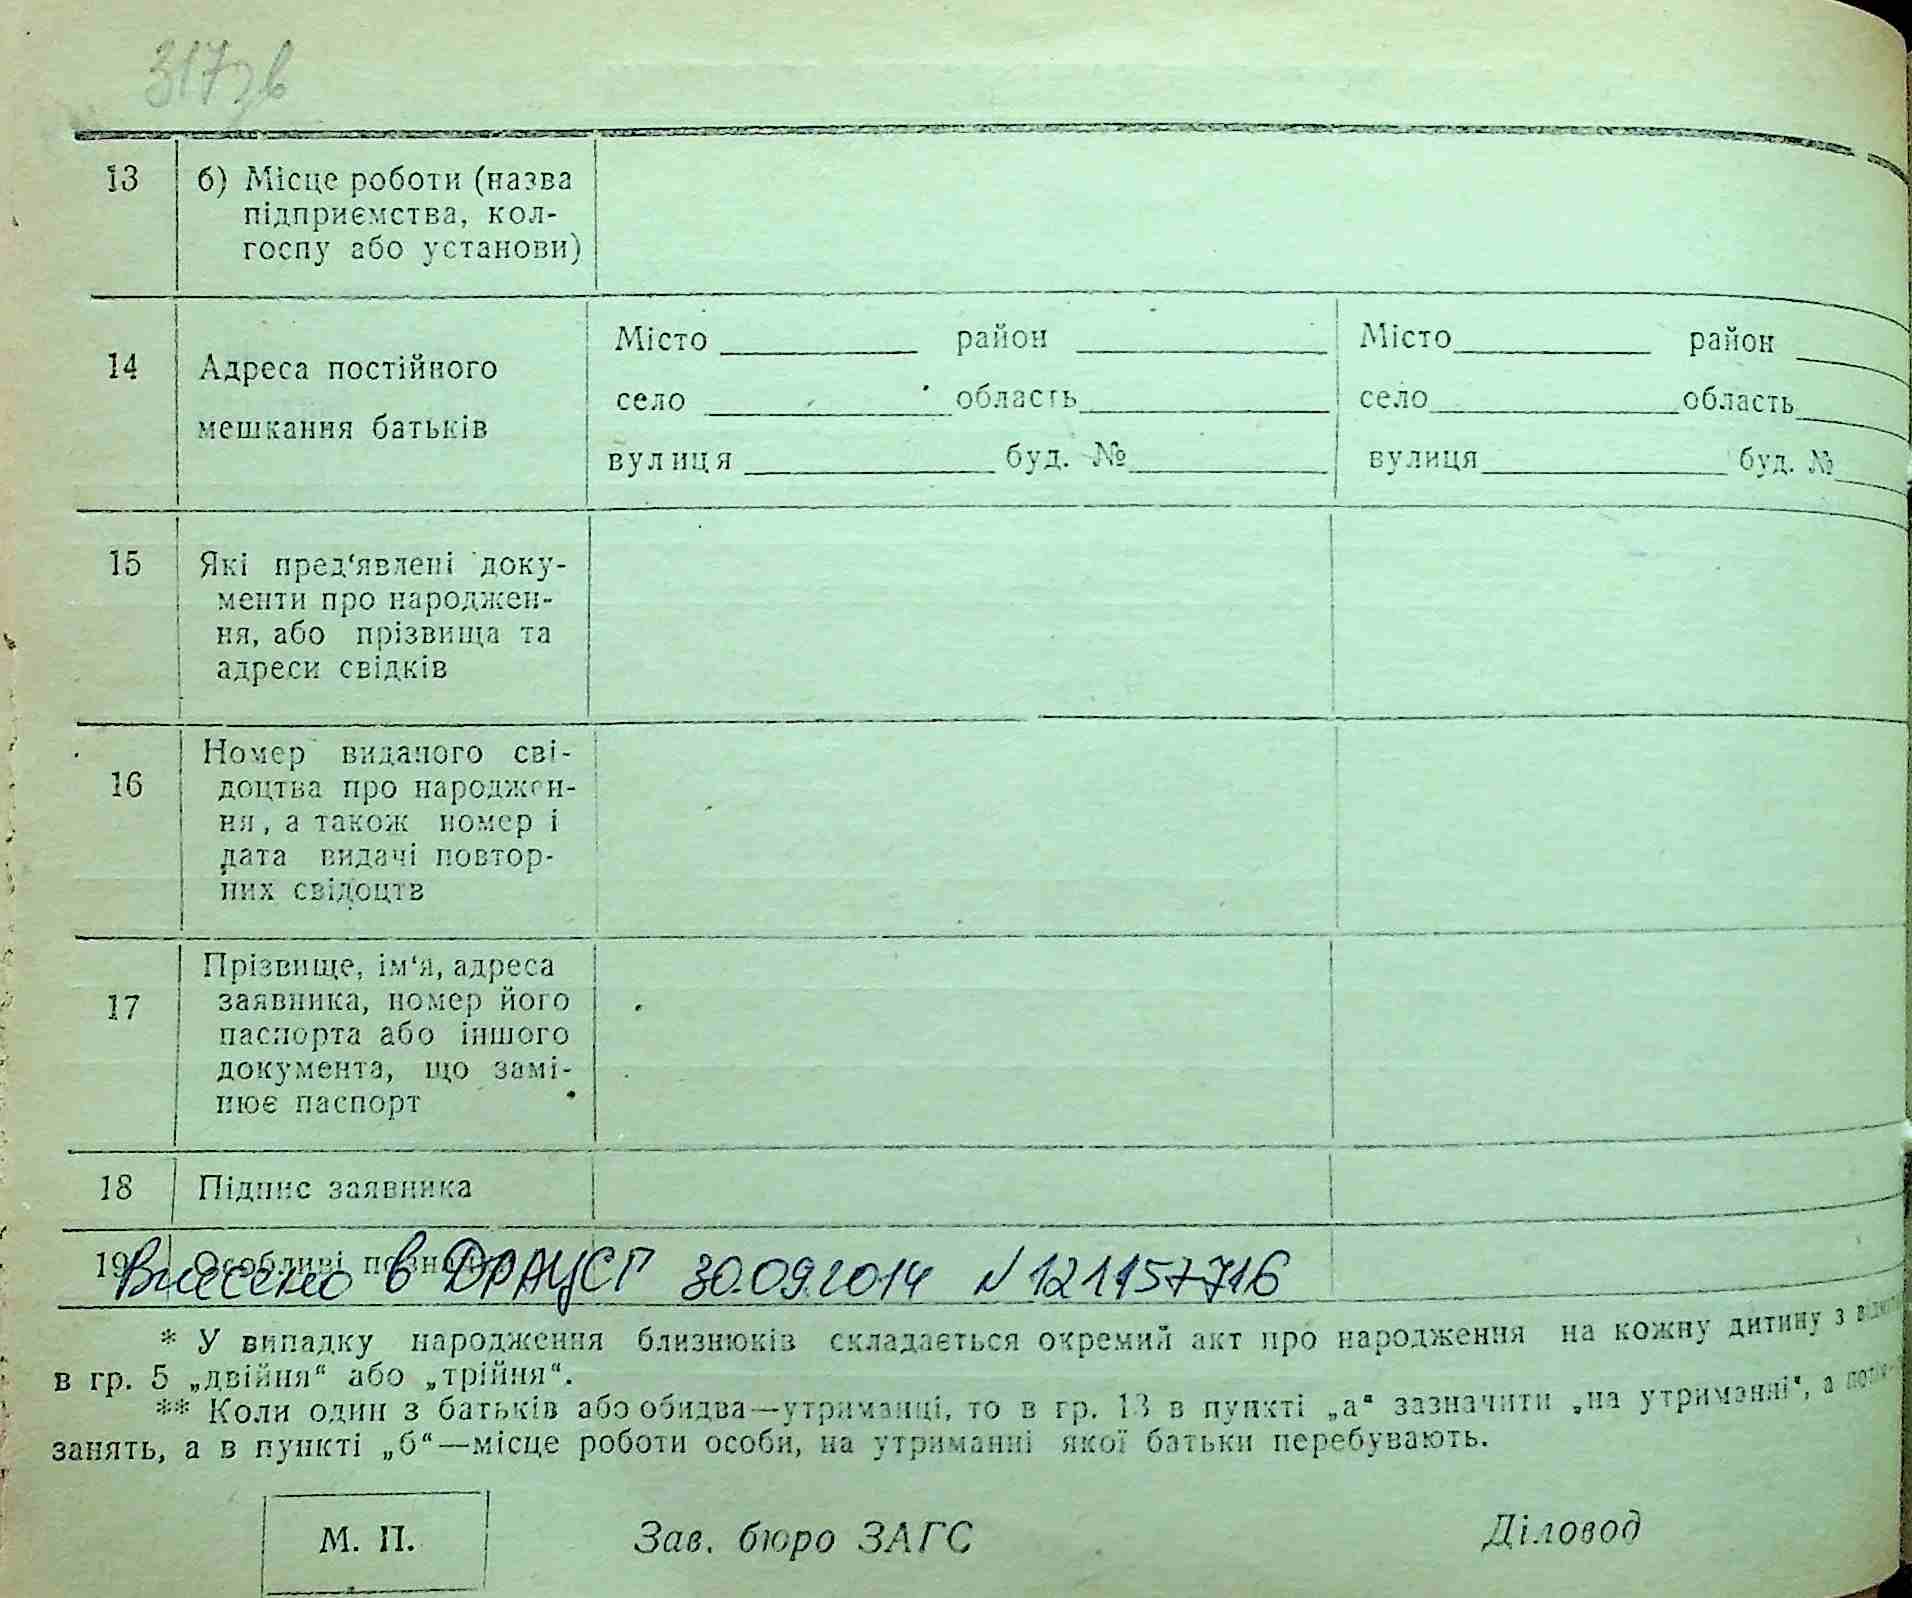 317зв
13 б) Місце роботи (назва
підприємства, кол-
госпу або установи)
14 Адреса постійного
мешкання батьків
Місто район
село область
вулиця буд. №
Місто район
село область
вулиця буд. №
15 Які пред‘явлені доку-
менти про народжен-
ня, або прізвища та
адреси свідків
16 Номер виданого сві-
доцтва про народжен-
ня, а також номер і
дата видачі повтор-
них свідоцтв
17 Прізвище, ім‘я, адреса
заявника, номер його
паспорта або іншого
документа, що замі-
нює паспорт
18 Підпис заявника
19 Особливі
Внесено в ДРАЦСГ 30.09.2014 N 121157716
* У випадку народження близнюків складається окремий акт про народження на кожну дитину з
в гр. 5 „двійня“ або „трійня“.
** Коли один з батьків або обидва—утриманці, то в гр. 13 в пункті „а“ зазначити „на утриманні“, а
занять, а в пункті „б“—місце роботи особи, на утриманні якої батьки перебувають.
М. П. Зав. бюро ЗАГС Діловод